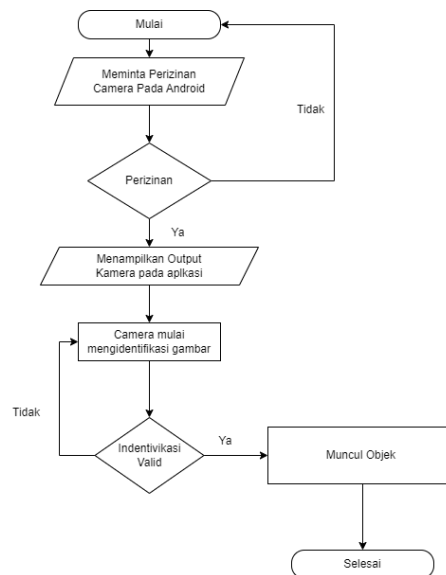 Mulai
Meminta Perizinan
Camera Pada Android
Tidak
Perizinan
Ya
Menampilkan Output
Kamera pada aplkasi
Camera mulai
mengidentifikasi gambar
Tidak
Indentivikasi
Valid
Ya
Muncul Objek
Selesai